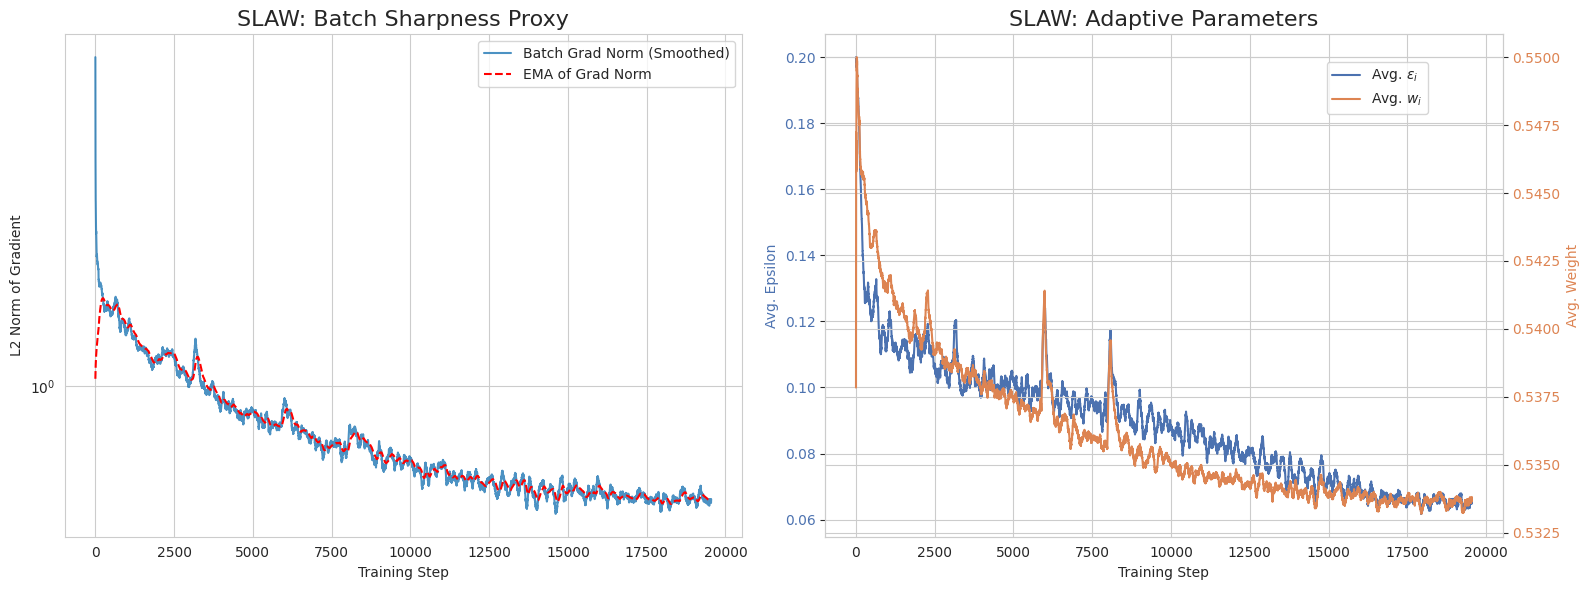 SLAW: Batch Sharpness Proxy
Batch Grad Norm (Smoothed)
EMA of Grad Norm
L2 Norm of Gradient
10⁰
0 2500 5000 7500 10000 12500 15000 17500 20000
Training Step
SLAW: Adaptive Parameters
Avg. εᵢ
Avg. wᵢ
Avg. Epsilon
0.20
0.18
0.16
0.14
0.12
0.10
0.08
0.06
0 2500 5000 7500 10000 12500 15000 17500 20000
Training Step
0.5500
0.5475
0.5450
0.5425
0.5400
0.5375
0.5350
0.5325
Avg. Weight